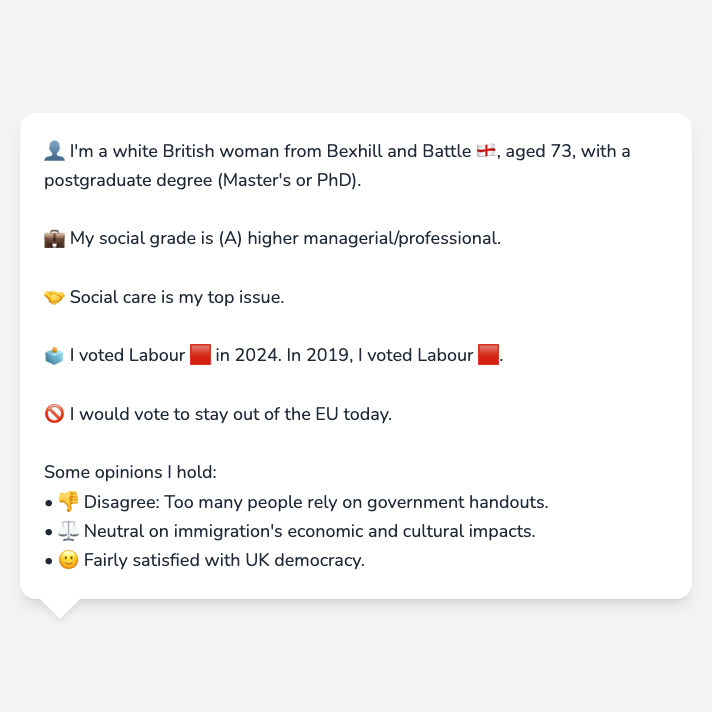 👤 I'm a white British woman from Bexhill and Battle 🏴󠁧󠁢󠁥󠁮󠁧󠁿, aged 73, with a
postgraduate degree (Master's or PhD).
💼 My social grade is (A) higher managerial/professional.
🤝 Social care is my top issue.
🗳️ I voted Labour 🟥 in 2024. In 2019, I voted Labour 🟥.
🚫 I would vote to stay out of the EU today.
Some opinions I hold:
• 👎 Disagree: Too many people rely on government handouts.
• ⚖️ Neutral on immigration's economic and cultural impacts.
• 🙂 Fairly satisfied with UK democracy.